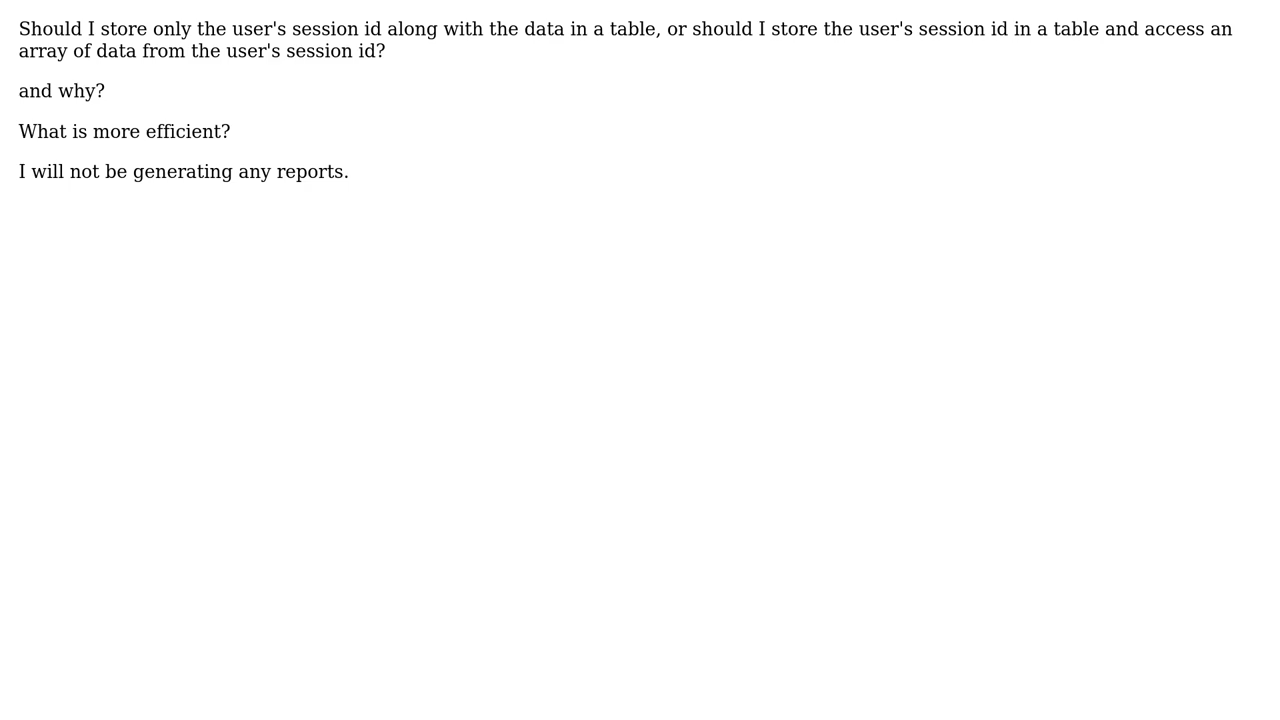 Should I store only the user's session id along with the data in a table, or should I store the user's session id in a table and access an
array of data from the user's session id?
and why?
What is more efficient?
I will not be generating any reports.